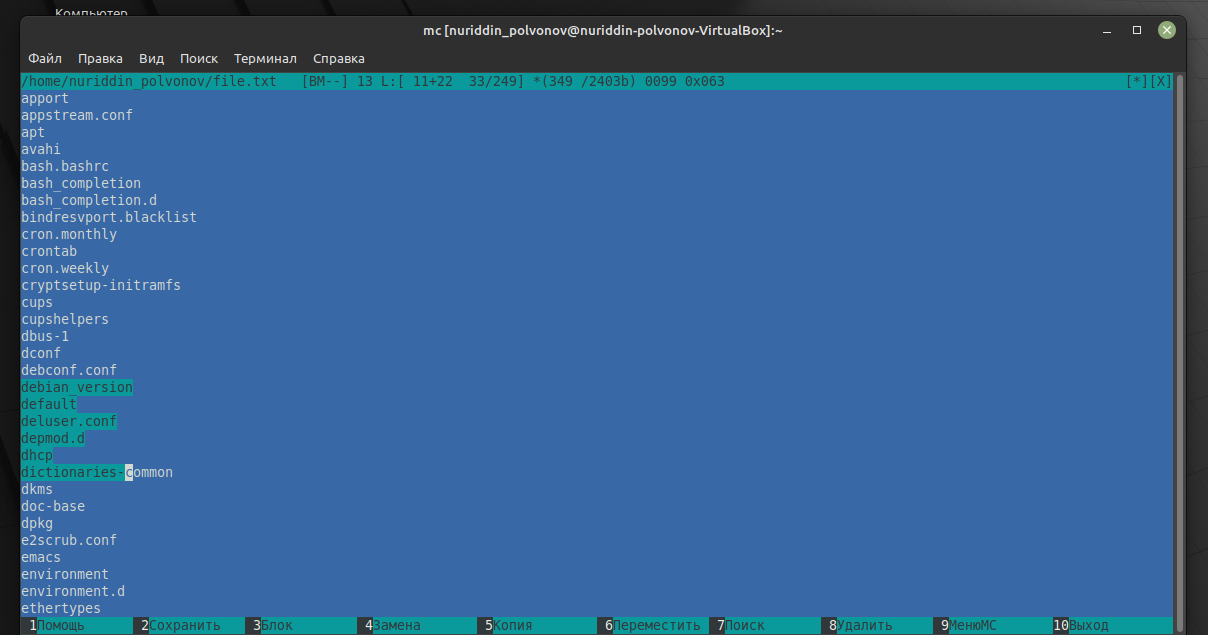 Компьютер
mc [nuriddin_polvonov@nuriddin-polvonov-VirtualBox]:~
Файл Правка Вид Поиск Терминал Справка
/home/nuriddin_polvonov/file.txt [BM--] 13 L:[ 11+22 33/249] *(349 /2403b) 0099 0x063 [*][X]
apport
appstream.conf
apt
avahi
bash.bashrc
bash_completion
bash_completion.d
bindresvport.blacklist
cron.monthly
crontab
cron.weekly
cryptsetup-initramfs
cups
cupshelpers
dbus-1
dconf
debconf.conf
debian_version
default
deluser.conf
depmod.d
dhcp
dictionaries-common
dkms
doc-base
dpkg
e2scrub.conf
emacs
environment
environment.d
ethertypes
1Помощь 2Сохранить 3Блок 4Замена 5Копия 6Переместить 7Поиск 8Удалить 9МенюMC 10Выход